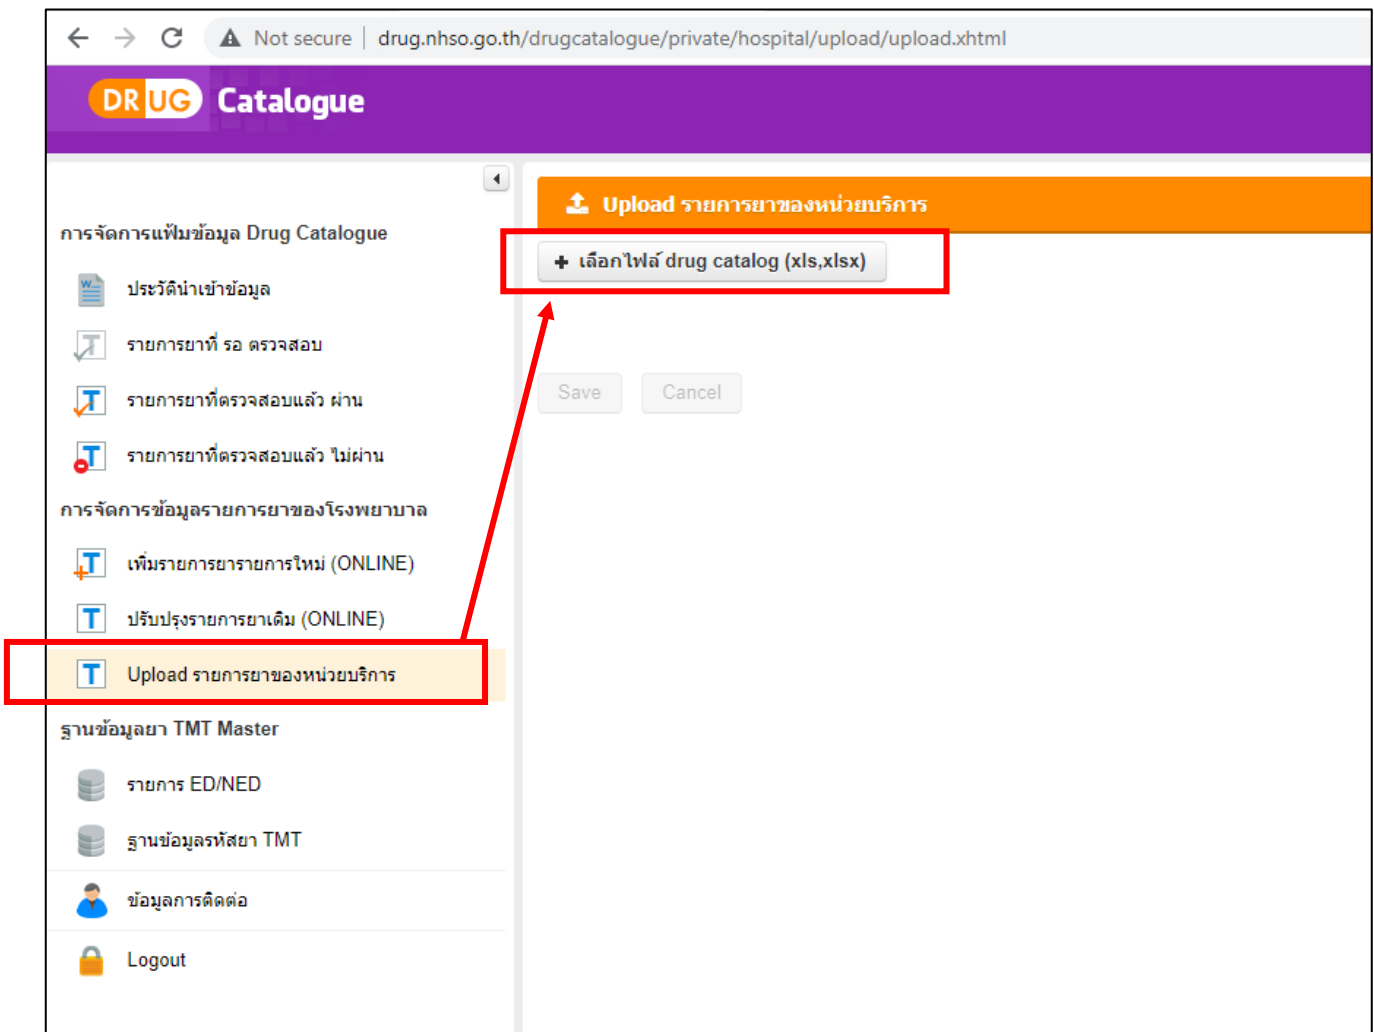 Not secure | drug.nhso.go.th/drugcatalogue/private/hospital/upload/upload.xhtml
DRUG Catalogue
Upload รายการยาของหน่วยบริการ
+ เลือกไฟล์ drug catalog (xls,xlsx)
Save Cancel
การจัดการแฟ้มข้อมูล Drug Catalogue
ประวัตินำเข้าข้อมูล
รายการยาที่ รอ ตรวจสอบ
รายการยาที่ตรวจสอบแล้ว ผ่าน
รายการยาที่ตรวจสอบแล้ว ไม่ผ่าน
การจัดการข้อมูลรายการยาของโรงพยาบาล
เพิ่มรายการยารายการใหม่ (ONLINE)
ปรับปรุงรายการยาเดิม (ONLINE)
Upload รายการยาของหน่วยบริการ
ฐานข้อมูลยา TMT Master
รายการ ED/NED
ฐานข้อมูลรหัสยา TMT
ข้อมูลการติดต่อ
Logout